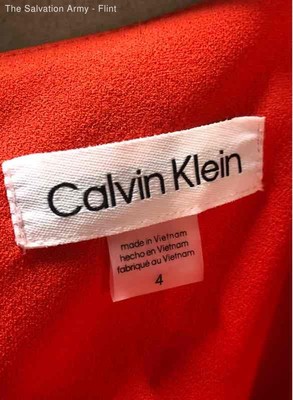 The Salvation Army - Flint
Calvin Klein
made in Vietnam
hecho en Vietnam
fabriqué au Vietnam
4